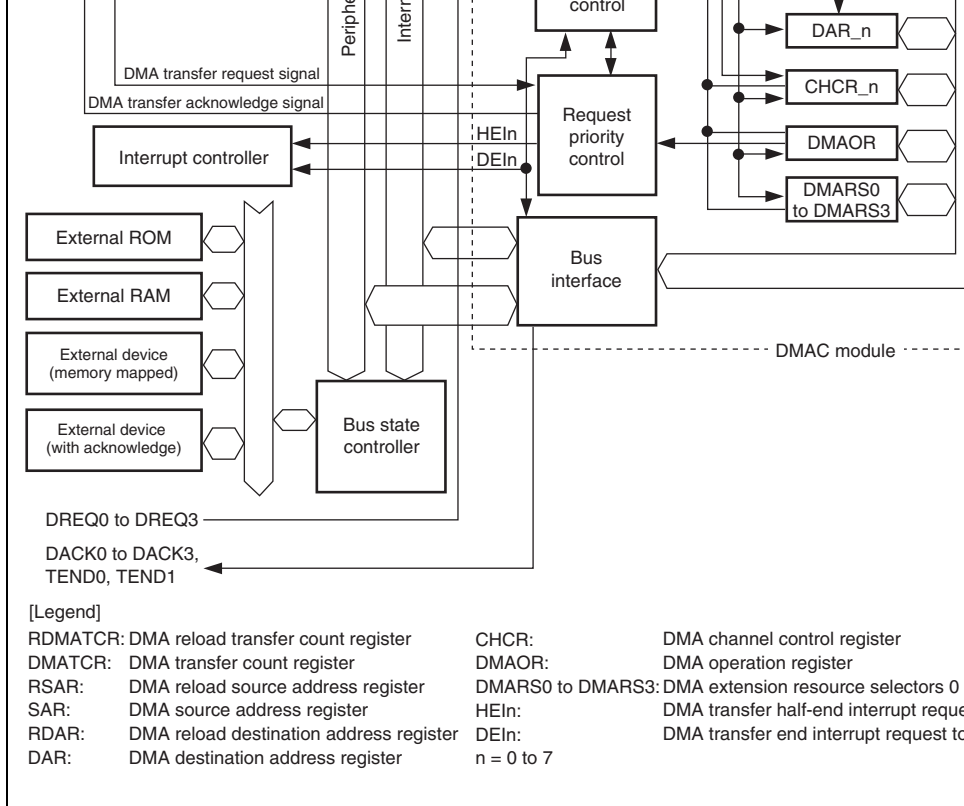 control
Periphe
Intern
DAR_n
DMA transfer request signal
CHCR_n
DMA transfer acknowledge signal
Request
priority
control
HEIn
DMAOR
Interrupt controller
DEIn
DMARS0
to DMARS3
External ROM
Bus
interface
External RAM
DMAC module
External device
(memory mapped)
Bus state
controller
External device
(with acknowledge)
DREQ0 to DREQ3
DACK0 to DACK3,
TEND0, TEND1
[Legend]
RDMATCR: DMA reload transfer count register
DMATCR: DMA transfer count register
RSAR: DMA reload source address register
SAR: DMA source address register
RDAR: DMA reload destination address register
DAR: DMA destination address register
CHCR: DMA channel control register
DMAOR: DMA operation register
DMARS0 to DMARS3: DMA extension resource selectors 0
HEIn: DMA transfer half-end interrupt reque
DEIn: DMA transfer end interrupt request to
n = 0 to 7